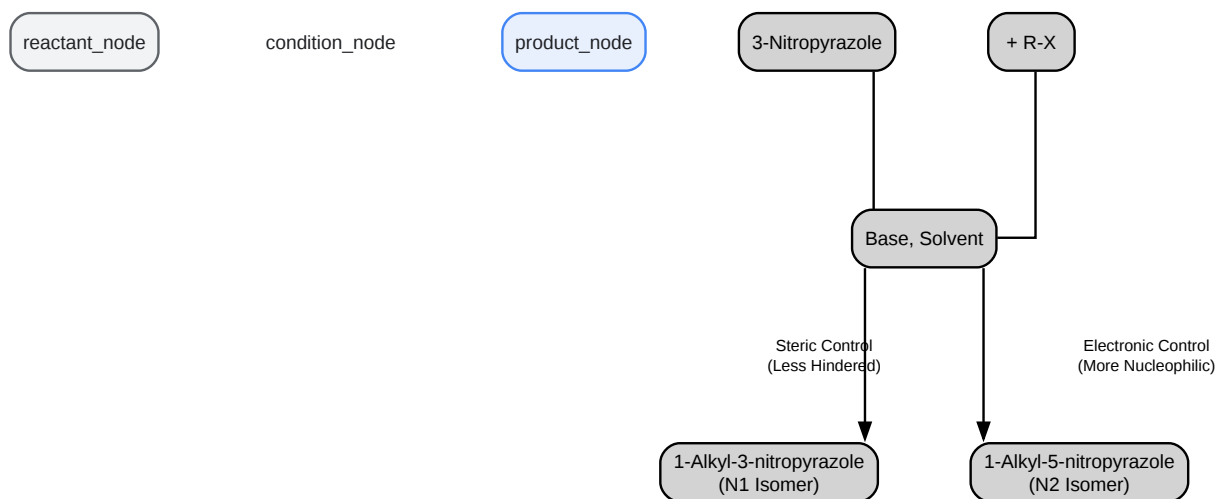 reactant_node
condition_node
product_node
3-Nitropyrazole
+ R-X
Base, Solvent
Steric Control
(Less Hindered)
Electronic Control
(More Nucleophilic)
1-Alkyl-3-nitropyrazole
(N1 Isomer)
1-Alkyl-5-nitropyrazole
(N2 Isomer)